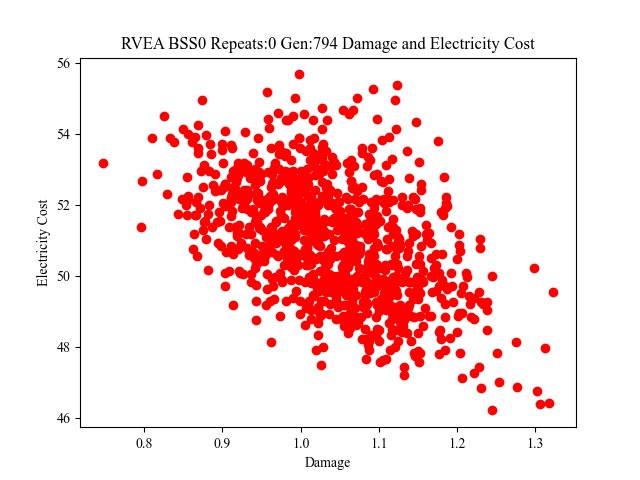 RVEA BSS0 Repeats:0 Gen:794 Damage and Electricity Cost
56
54
52
50
48
46
Electricity Cost
0.8 0.9 1.0 1.1 1.2 1.3
Damage